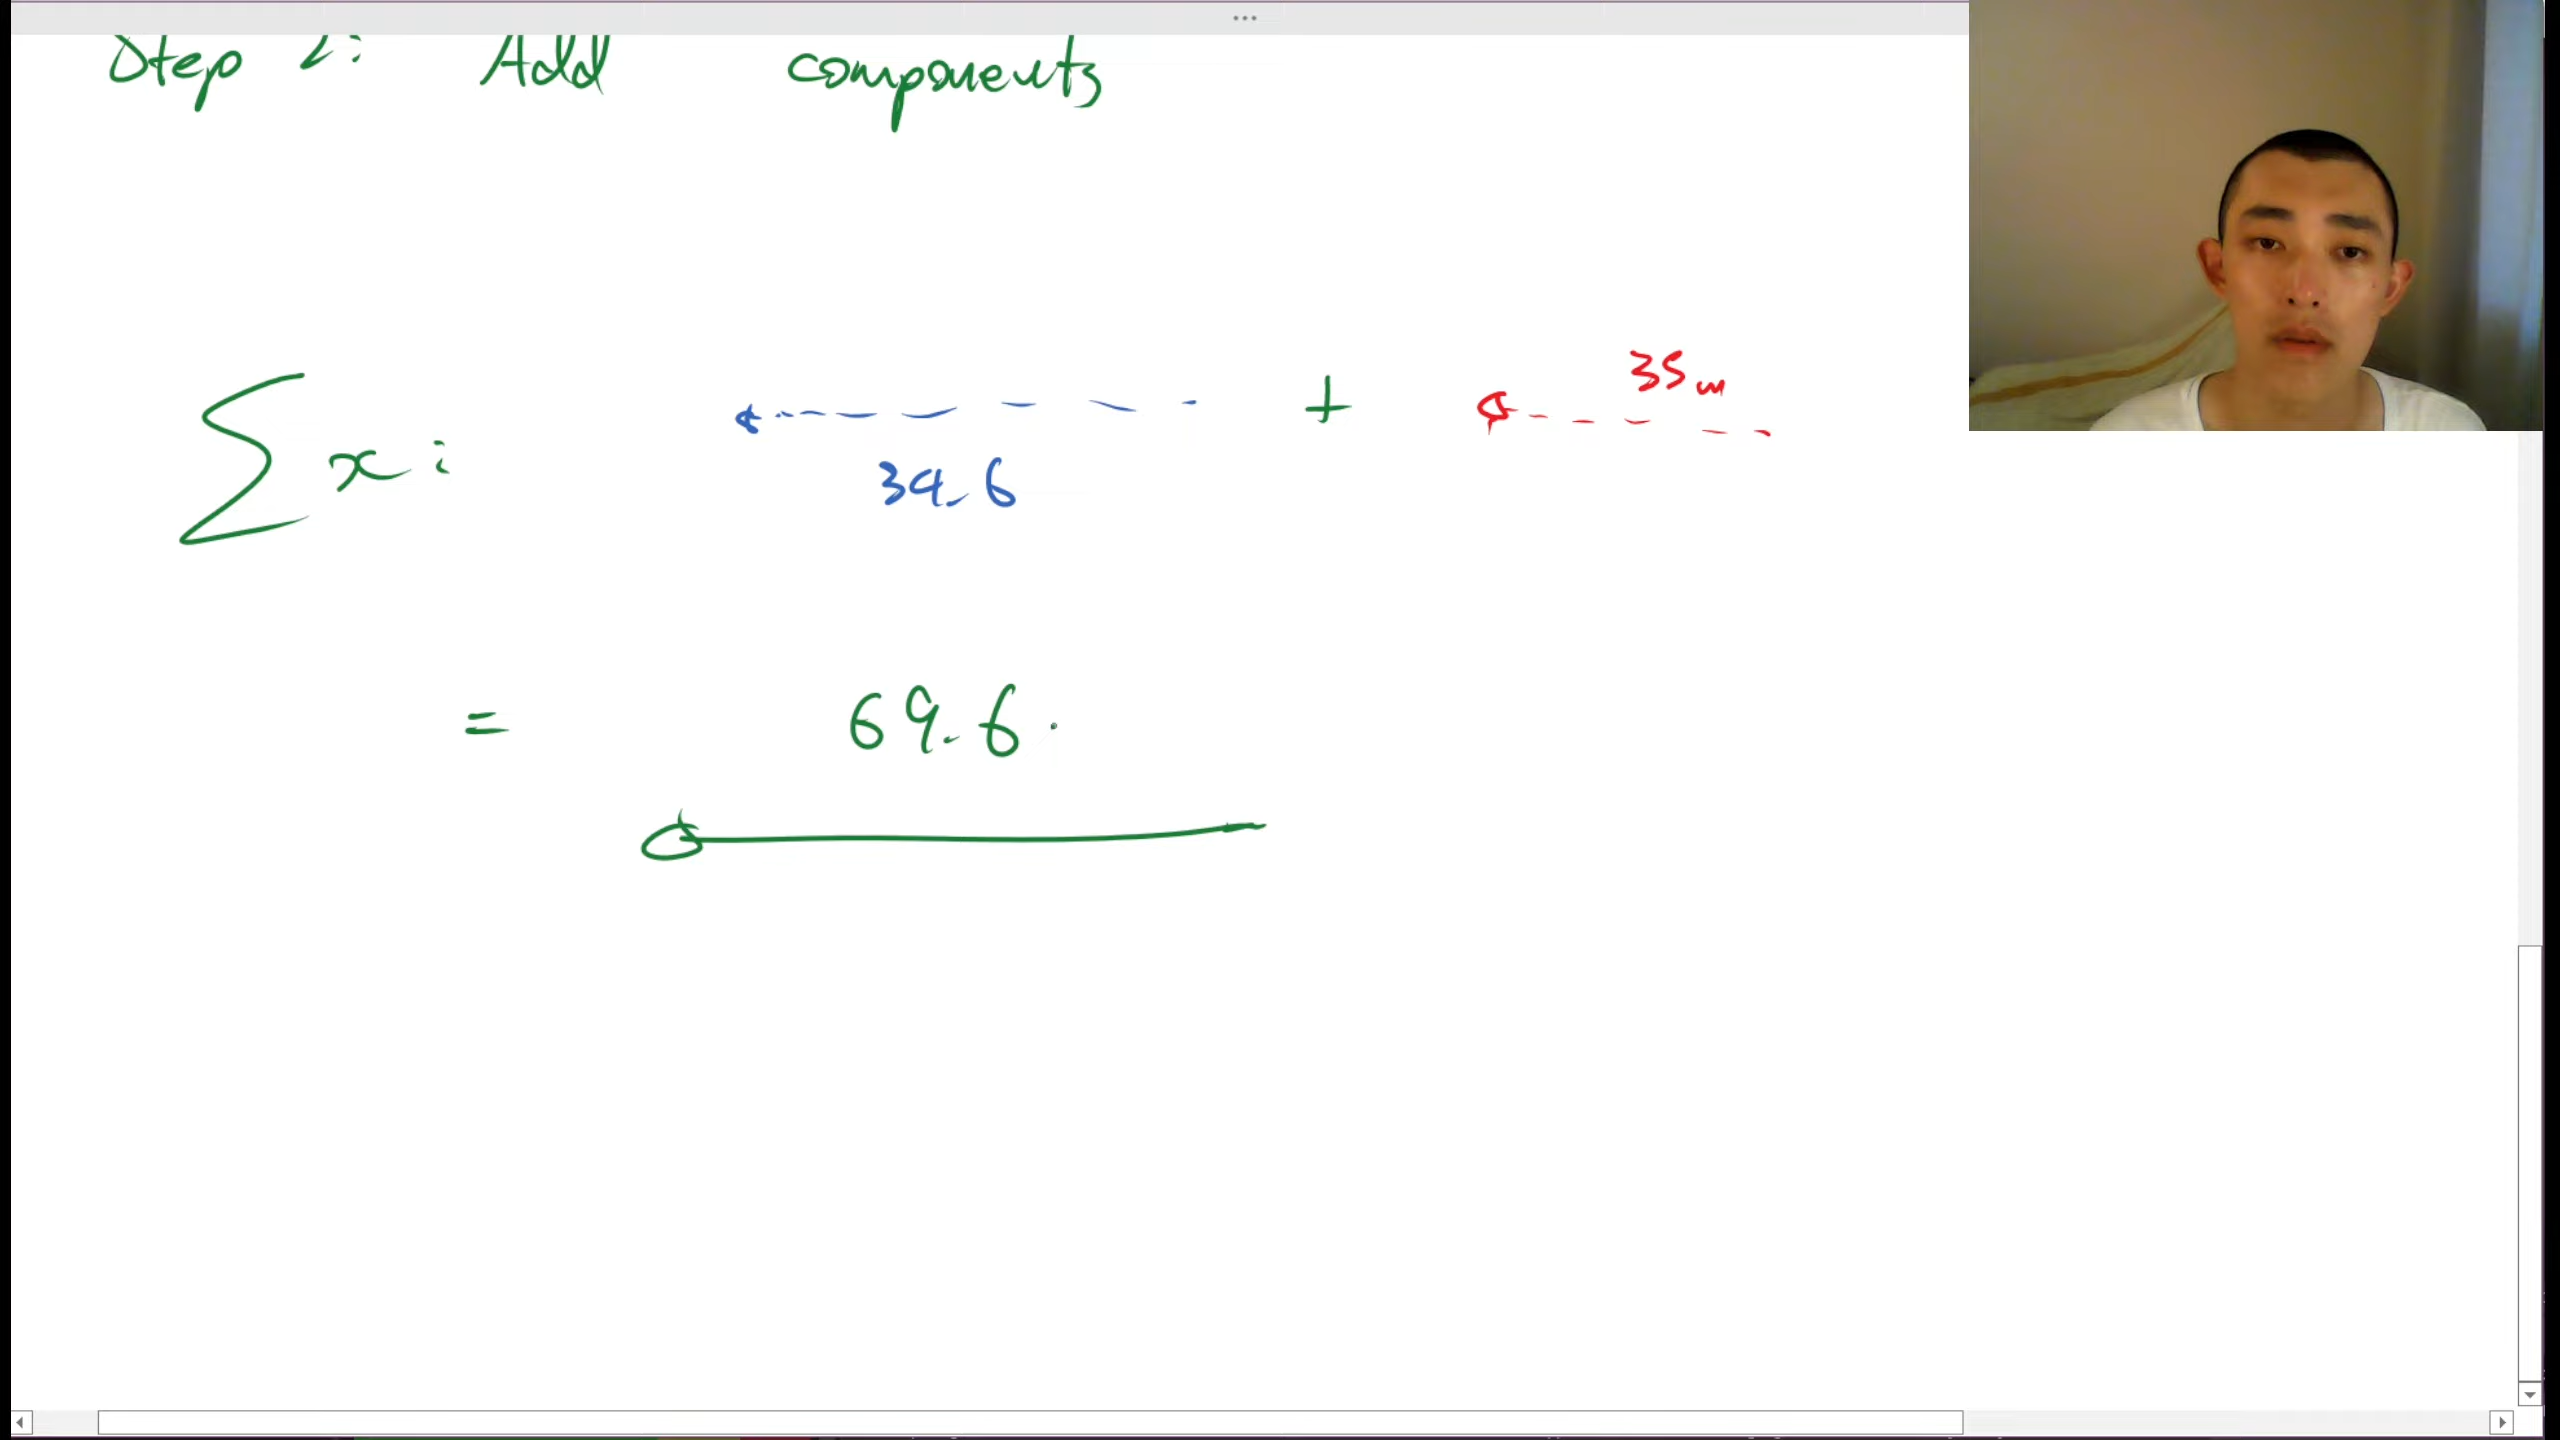 Step 2: Add components
35m
∑x: +
34.6
= 69.6